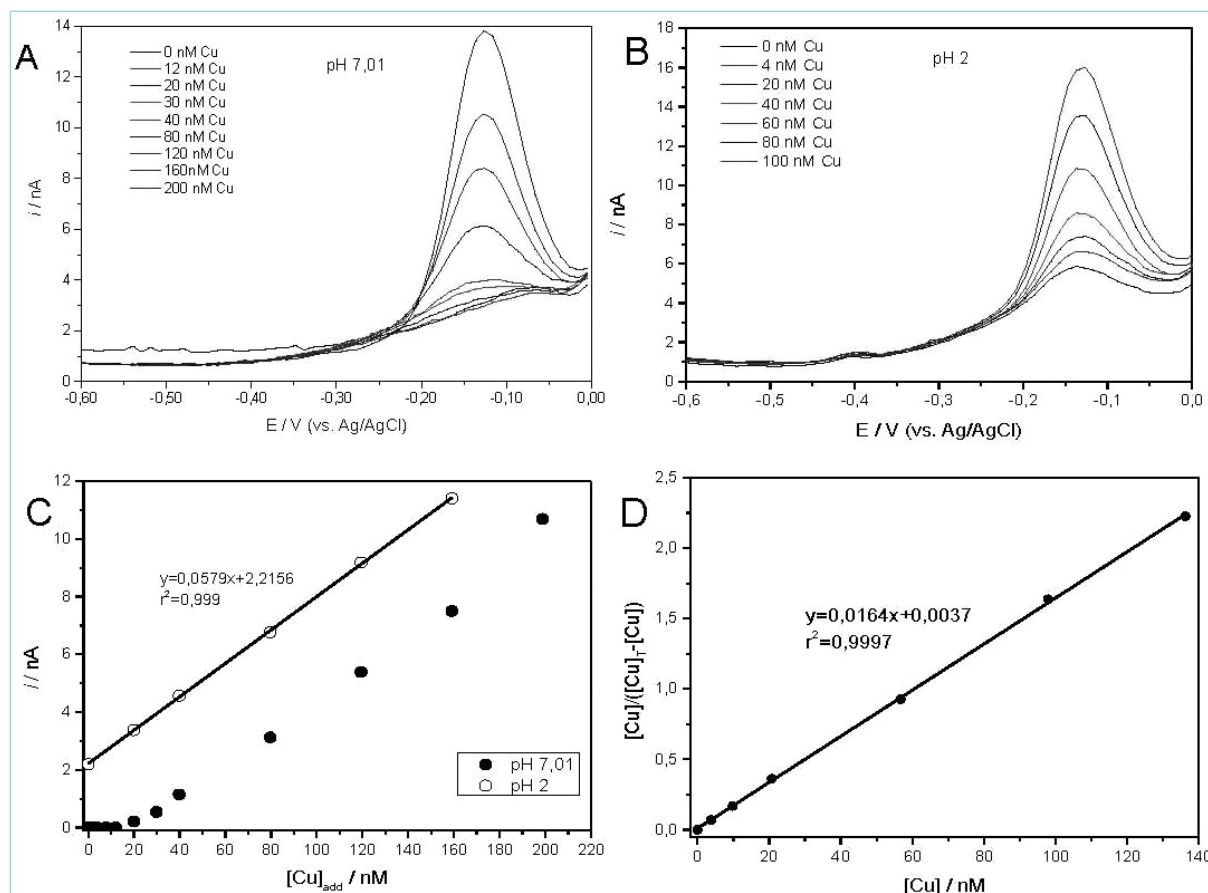 A
pH 7,01
0 nM Cu
12 nM Cu
20 nM Cu
30 nM Cu
40 nM Cu
80 nM Cu
120 nM Cu
160nM Cu
200 nM Cu
i / nA
14
12
10
8
6
4
2
0
-0,60
-0,50
-0,40
-0,30
-0,20
-0,10
0,00
E / V (vs. Ag/AgCl)
B
pH 2
0 nM Cu
4 nM Cu
20 nM Cu
40 nM Cu
60 nM Cu
80 nM Cu
100 nM Cu
i / nA
18
16
14
12
10
8
6
4
2
0
-0,6
-0,5
-0,4
-0,3
-0,2
-0,1
0,0
E / V (vs. Ag/AgCl)
C
y=0,0579x+2,2156
r²=0,999
pH 7,01
pH 2
i / nA
12
10
8
6
4
2
0
0 20 40 60 80 100 120 140 160 180 200 220
[Cu]add / nM
D
y=0,0164x+0,0037
r²=0,9997
[Cu]/([Cu]T-[Cu])
2,5
2,0
1,5
1,0
0,5
0,0
0 20 40 60 80 100 120 140
[Cu] / nM